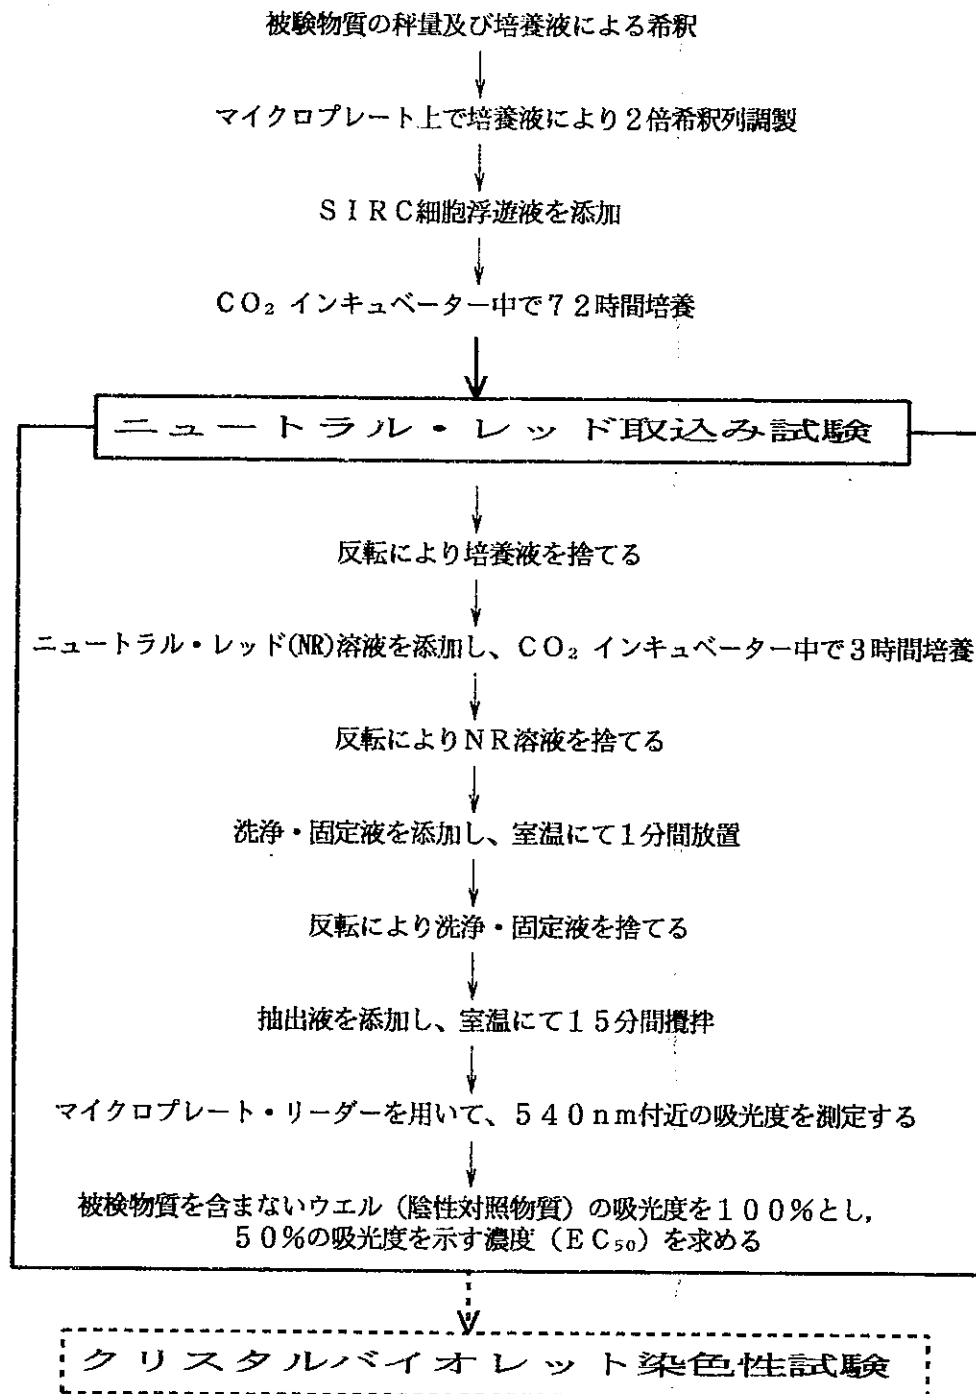 被験物質の秤量及び培養液による希釈
マイクロプレート上で培養液により2倍希釈列調製
ＳＩＲＣ細胞浮遊液を添加
ＣＯ₂ インキュベーター中で７２時間培養
ニュートラル・レッド取込み試験
反転により培養液を捨てる
ニュートラル・レッド(NR)溶液を添加し、ＣＯ₂ インキュベーター中で３時間培養
反転によりＮＲ溶液を捨てる
洗浄・固定液を添加し、室温にて１分間放置
反転により洗浄・固定液を捨てる
抽出液を添加し、室温にて１５分間攪拌
マイクロプレート・リーダーを用いて、５４０ｎｍ付近の吸光度を測定する
被検物質を含まないウエル（陰性対照物質）の吸光度を１００％とし，
５０％の吸光度を示す濃度（ＥＣ₅₀）を求める
クリスタルバイオレット染色性試験